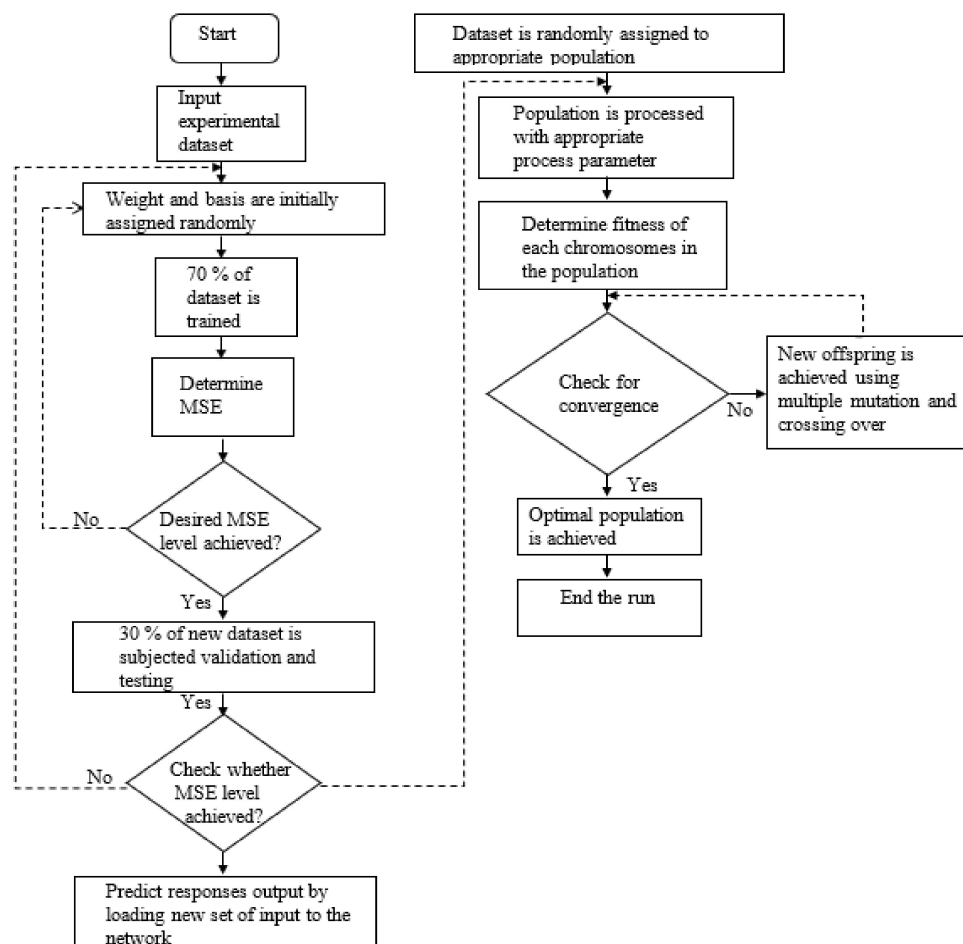 Start
Input
experimental
dataset
Weight and basis are initially
assigned randomly
70 % of
dataset is
trained
Determine
MSE
No
Desired MSE
level achieved?
Yes
30 % of new dataset is
subjected validation and
testing
Yes
No
Check whether
MSE level
achieved?
Predict responses output by
loading new set of input to the
network
Dataset is randomly assigned to
appropriate population
Population is processed
with appropriate
process parameter
Determine fitness of
each chromosomes in
the population
Check for
convergence
No
New offspring is
achieved using
multiple mutation and
crossing over
Yes
Optimal population
is achieved
End the run